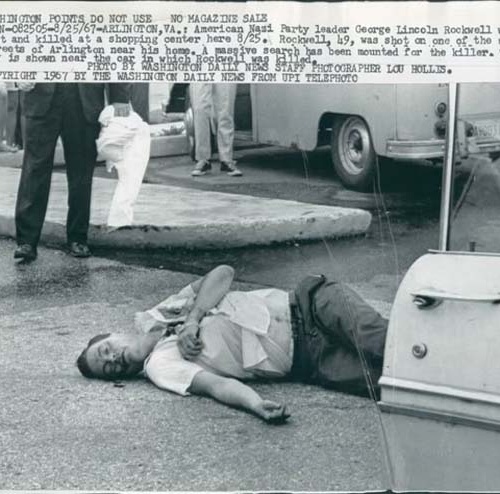 HINGTON POINTS DO NOT USE   NO MAGAZINE SALE
N-082505-8/25/67-ARLINGTON,VA.: American Nazi Party leader George Lincoln Rockwell w
t and killed at a shopping center here 8/25. Rockwell, 49, was shot on one of the
reets of Arlington near his home. A massive search has been mounted for the killer.
y is shown near the car in which Rockwell was killed.
PHOTO BY WASHINGTON DAILY NEWS STAFF PHOTOGRAPHER LOU HOLLIS.
YRIGHT 1967 BY THE WASHINGTON DAILY NEWS FROM UPI TELEPHOTO